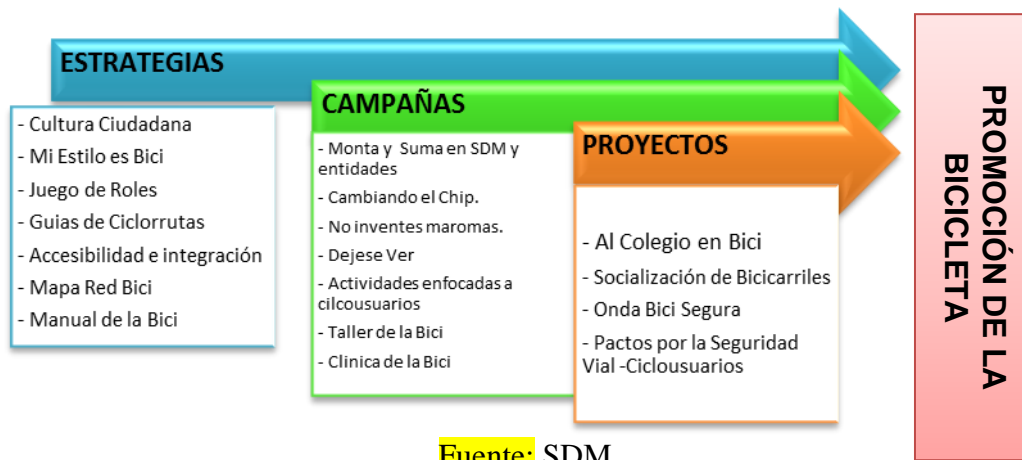 ESTRATEGIAS
- Cultura Ciudadana
- Mi Estilo es Bici
- Juego de Roles
- Guias de Ciclorrutas
- Accesibilidad e integración
- Mapa Red Bici
- Manual de la Bici
CAMPAÑAS
- Monta y Suma en SDM y
entidades
- Cambiando el Chip.
- No inventes maromas.
- Dejese Ver
- Actividades enfocadas a
cilcousuarios
- Taller de la Bici
- Clinica de la Bici
PROYECTOS
- Al Colegio en Bici
- Socialización de Bicicarriles
- Onda Bici Segura
- Pactos por la Seguridad
Vial -Ciclousuarios
PROMOCIÓN DE LA
BICICLETA
Fuente: SDM